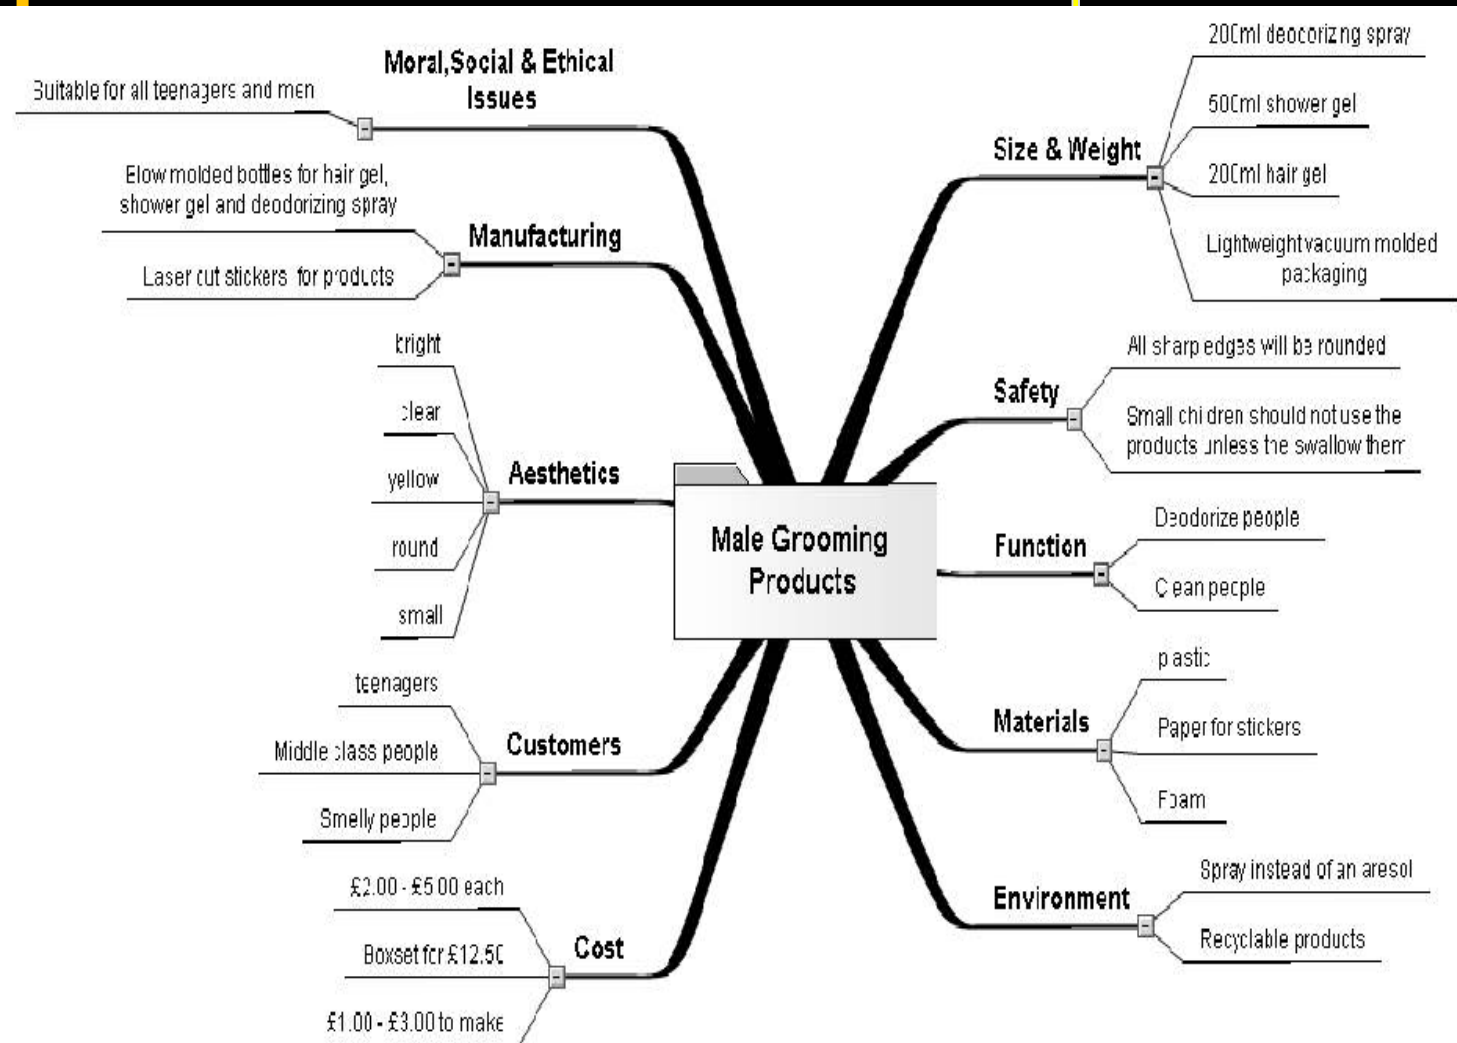 Moral,Social & Ethical
Issues
Suitable for all teenagers and men
Manufacturing
Blow molded bottles for hair gel,
shower gel and deodorizing spray
Laser cut stickers for products
Aesthetics
bright
clear
yellow
round
small
Customers
teenagers
Middle class people
Smelly people
Cost
£2.00 - £5.00 each
Boxset for £12.50
£1.00 - £3.00 to make
Male Grooming
Products
Size & Weight
200ml deodorizing spray
500ml shower gel
200ml hair gel
Lightweight vacuum molded
packaging
Safety
All sharp edges will be rounded
Small children should not use the
products unless the swallow them
Function
Deodorize people
Clean people
Materials
plastic
Paper for stickers
Foam
Environment
Spray instead of an aresol
Recyclable products